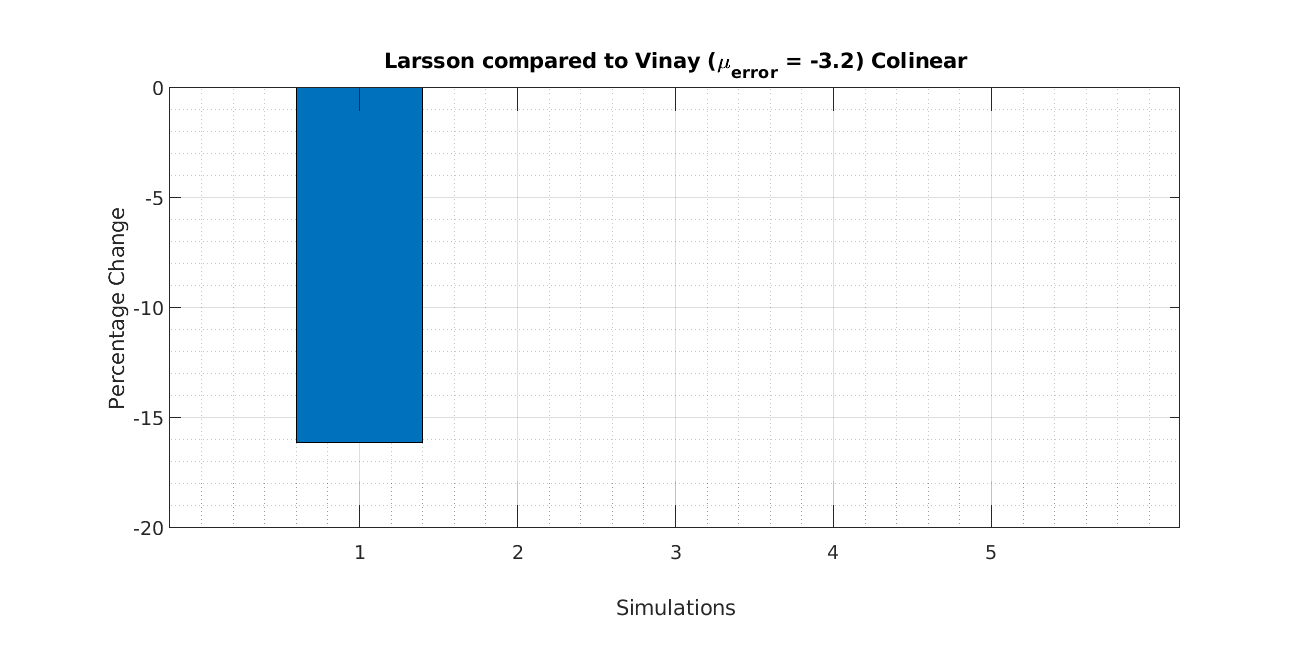 Larsson compared to Vinay (μerror = -3.2) Colinear
0
-5
-10
-15
-20
Percentage Change
1 2 3 4 5
Simulations